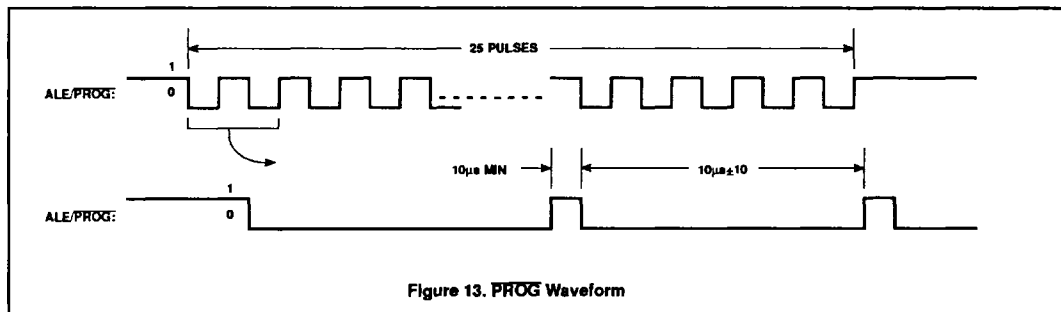 25 PULSES
1
0
ALE/PROG:
10μs MIN
10μs±10
1
0
ALE/PROG:
Figure 13. PROG Waveform